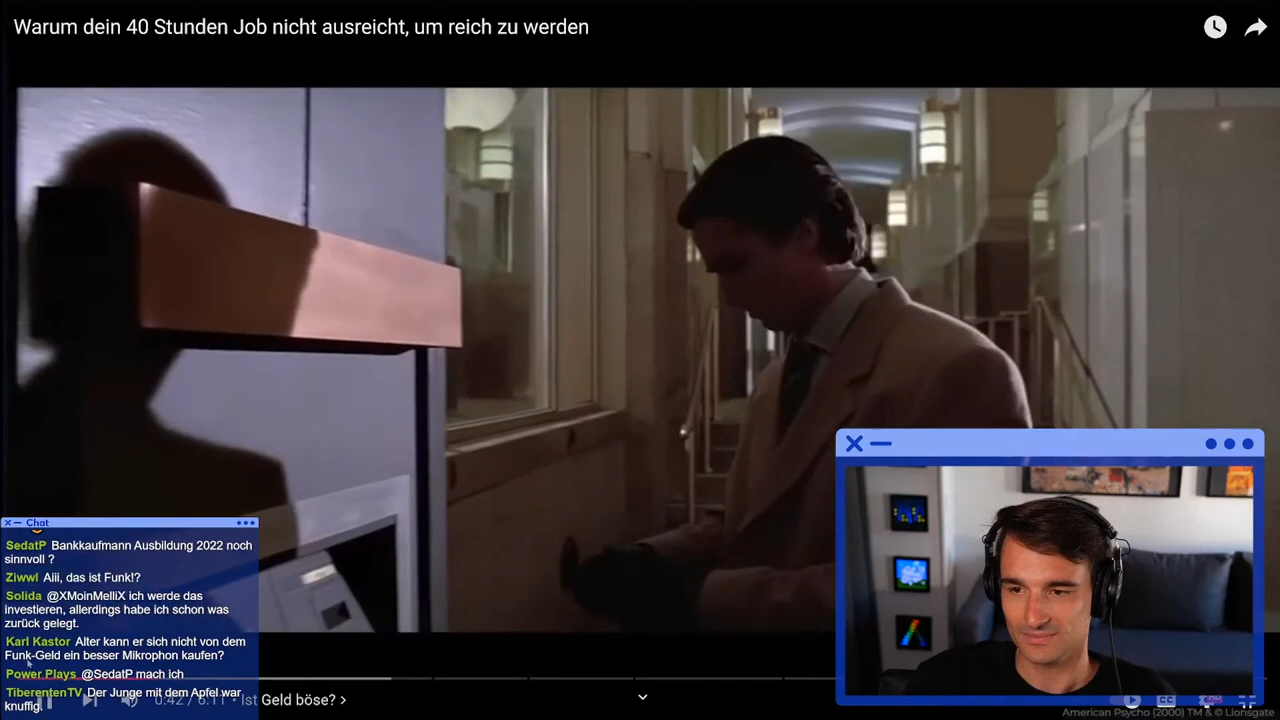 Warum dein 40 Stunden Job nicht ausreicht, um reich zu werden
Chat
SedatP Bankkaufmann Ausbildung 2022 noch
sinnvoll ?
Ziwwl Alii, das ist Funk!?
Solida @XMoinMelliX ich werde das
investieren, allerdings habe ich schon was
zurück gelegt.
Karl Kastor Alter kann er sich nicht von dem
Funk-Geld ein besser Mikrophon kaufen?
Power Plays @SedatP mach ich
TiberentenTV Der Junge mit dem Apfel war
knuffig.
0:42 / 6:11 • Ist Geld böse? >
American Psycho (2000) TM & © Lionsgate